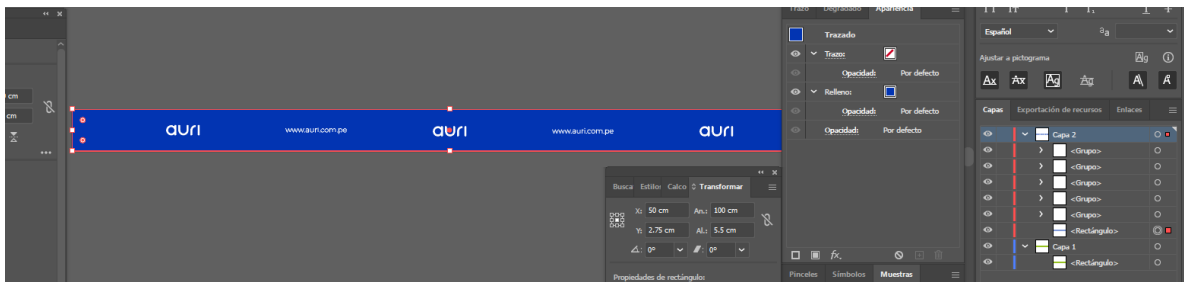 Trazo Degradado Apariencia
Trazado
Trazo:
Opacidad: Por defecto
Relleno:
Opacidad: Por defecto
Opacidad: Por defecto
fx.
Pinceles Símbolos Muestras
Español
Ajustar a pictograma
Capas Exportación de recursos Enlaces
Capa 2
<Grupo>
<Grupo>
<Grupo>
<Grupo>
<Grupo>
<Rectángulo>
Capa 1
<Rectángulo>
cm
cm
auri www.auri.com.pe auri www.auri.com.pe auri
Busca Estilo: Calco Transformar
X: 50 cm An.: 100 cm
Y: 2.75 cm Al.: 5.5 cm
0° 0°
Propiedades de rectángulo: